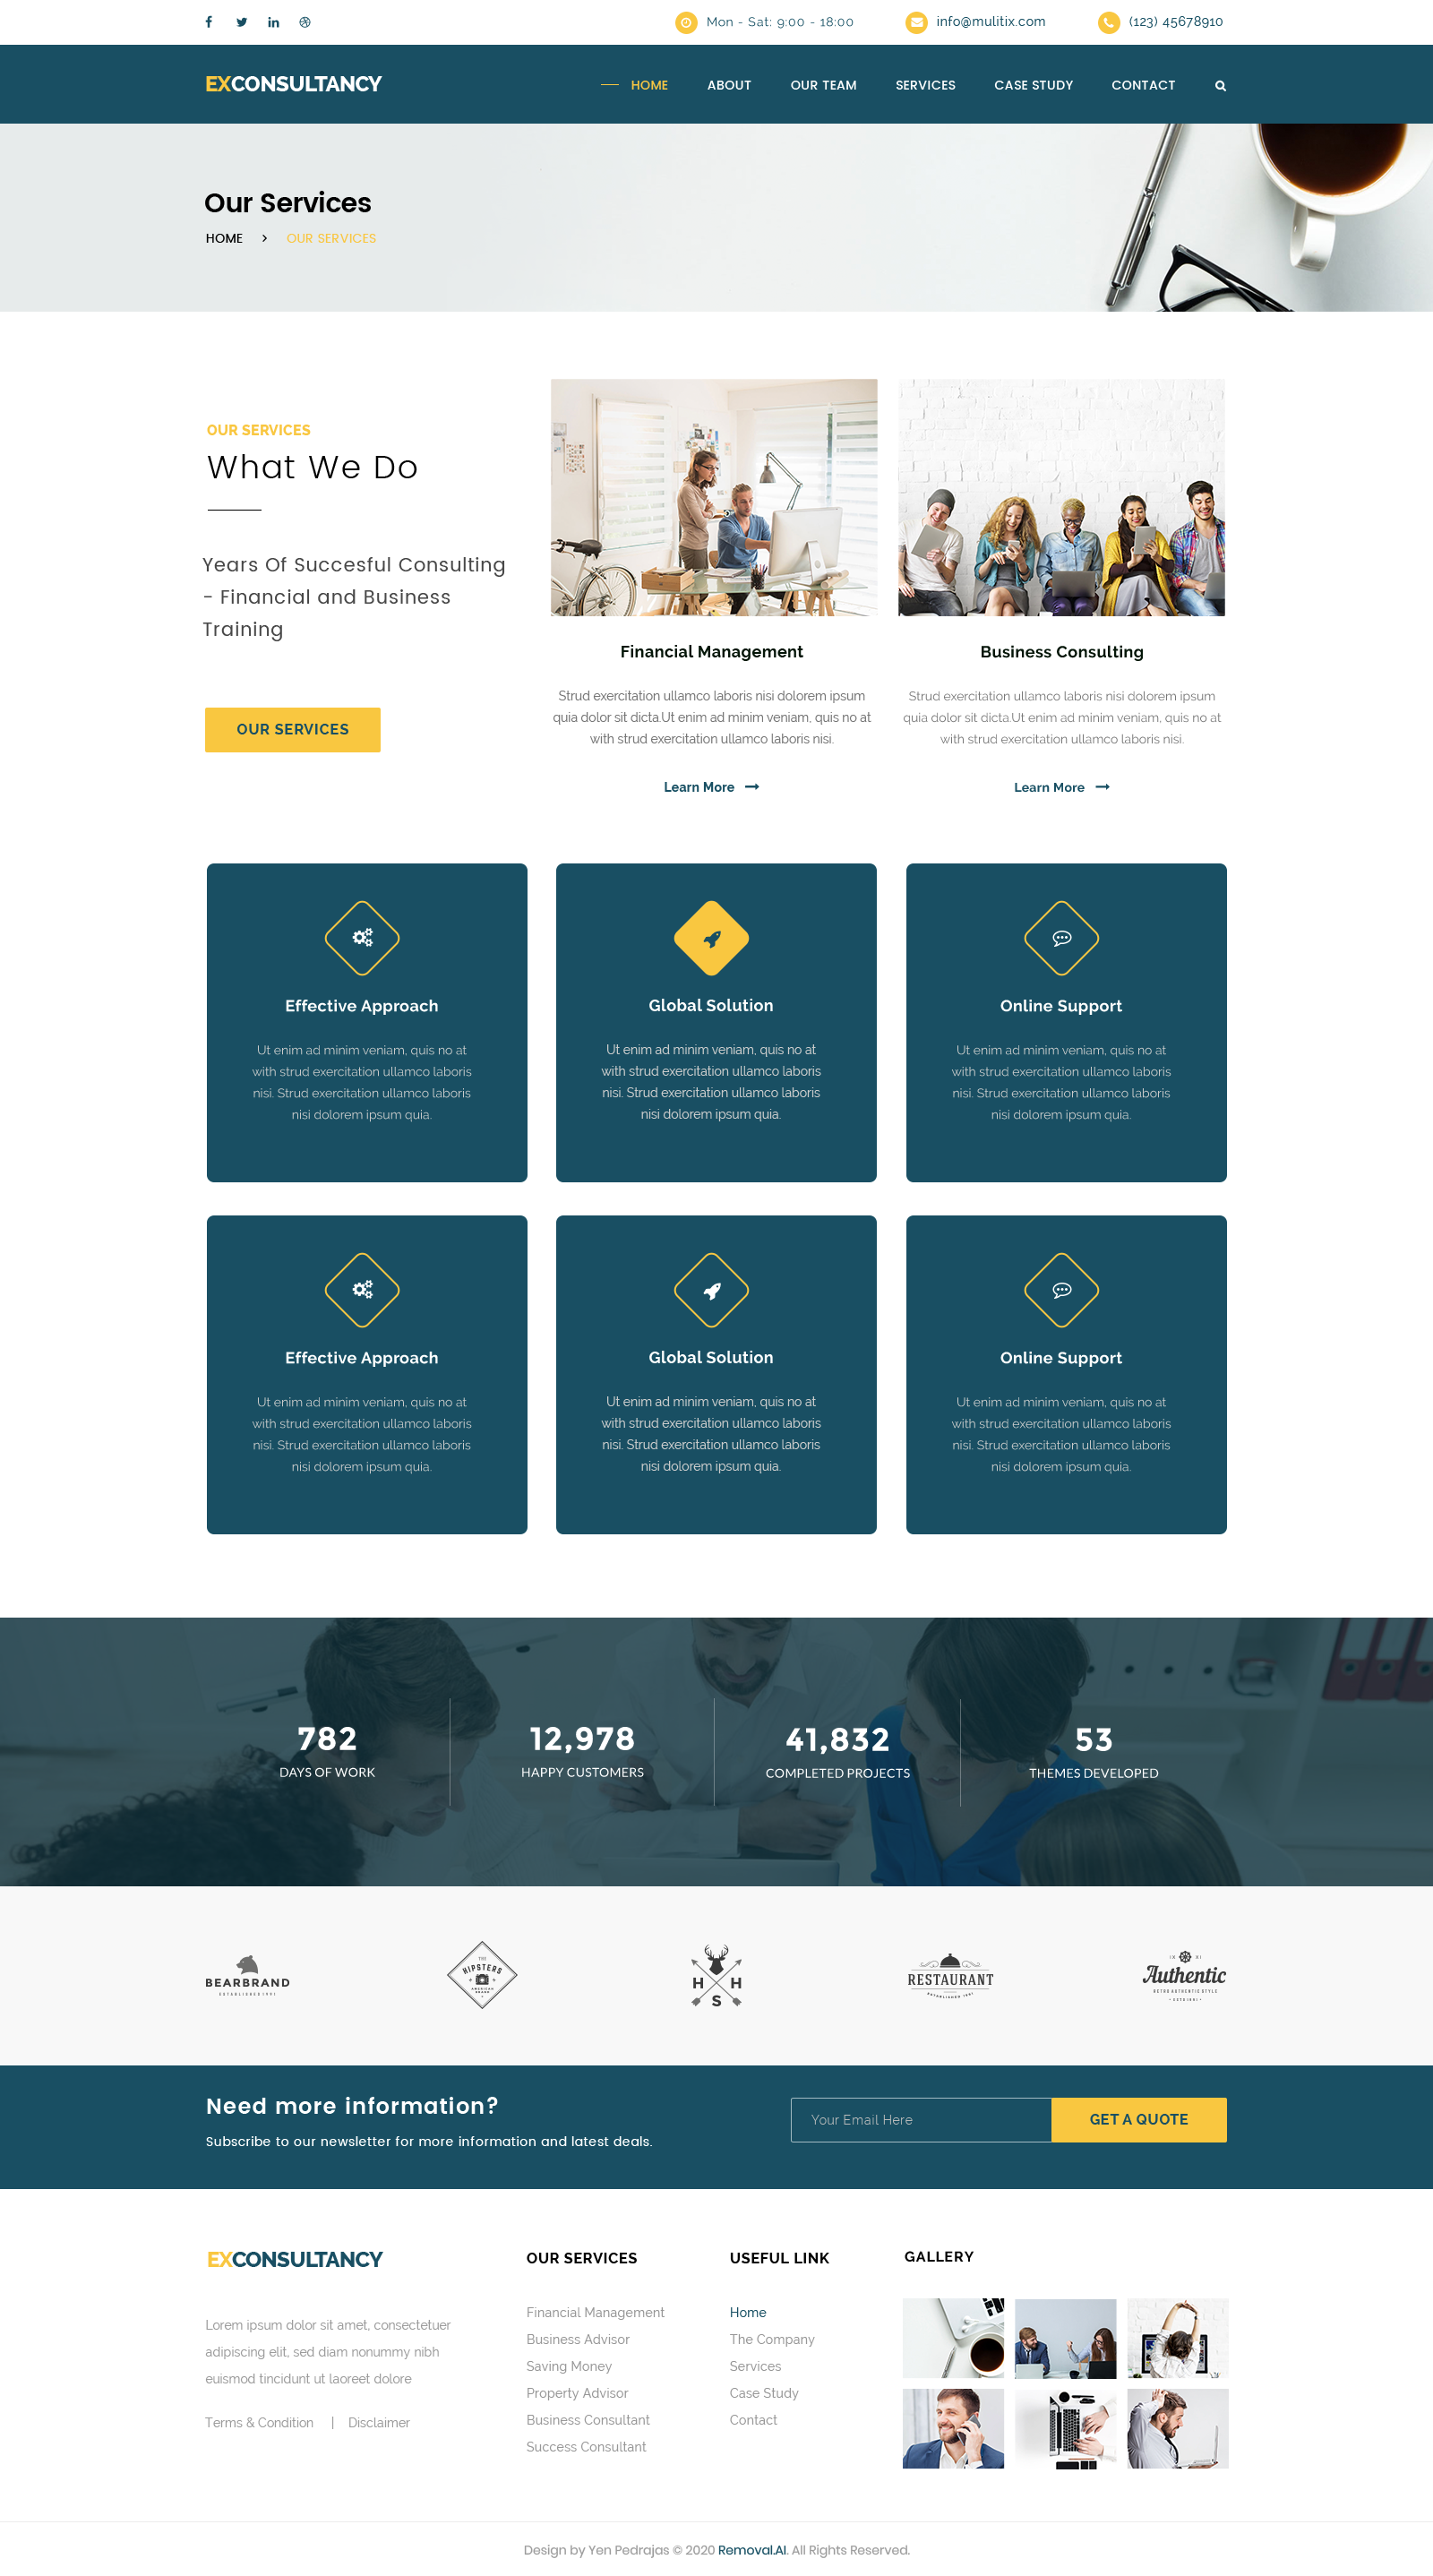 Mon - Sat: 9:00 - 18:00
info@mulitix.com
(123) 45678910
EXCONSULTANCY
HOME
ABOUT
OUR TEAM
SERVICES
CASE STUDY
CONTACT
Our Services
HOME > OUR SERVICES
OUR SERVICES
What We Do
Years Of Succesful Consulting
- Financial and Business
Training
OUR SERVICES
Financial Management
Strud exercitation ullamco laboris nisi dolorem ipsum
quia dolor sit dicta.Ut enim ad minim veniam, quis no at
with strud exercitation ullamco laboris nisi.
Learn More
Business Consulting
Strud exercitation ullamco laboris nisi dolorem ipsum
quia dolor sit dicta.Ut enim ad minim veniam, quis no at
with strud exercitation ullamco laboris nisi.
Learn More
Effective Approach
Ut enim ad minim veniam, quis no at
with strud exercitation ullamco laboris
nisi. Strud exercitation ullamco laboris
nisi dolorem ipsum quia.
Global Solution
Ut enim ad minim veniam, quis no at
with strud exercitation ullamco laboris
nisi. Strud exercitation ullamco laboris
nisi dolorem ipsum quia.
Online Support
Ut enim ad minim veniam, quis no at
with strud exercitation ullamco laboris
nisi. Strud exercitation ullamco laboris
nisi dolorem ipsum quia.
Effective Approach
Ut enim ad minim veniam, quis no at
with strud exercitation ullamco laboris
nisi. Strud exercitation ullamco laboris
nisi dolorem ipsum quia.
Global Solution
Ut enim ad minim veniam, quis no at
with strud exercitation ullamco laboris
nisi. Strud exercitation ullamco laboris
nisi dolorem ipsum quia.
Online Support
Ut enim ad minim veniam, quis no at
with strud exercitation ullamco laboris
nisi. Strud exercitation ullamco laboris
nisi dolorem ipsum quia.
782
DAYS OF WORK
12,978
HAPPY CUSTOMERS
41,832
COMPLETED PROJECTS
53
THEMES DEVELOPED
BEARBRAND
ESTABLISHED 1991
THE
HIPSTERS
AMERICAN
BRAND
H H
S
RESTAURANT
ESTABLISHED 1991
Authentic
RETRO AUTHENTIC STYLE
Need more information?
Subscribe to our newsletter for more information and latest deals.
Your Email Here
GET A QUOTE
EXCONSULTANCY
Lorem ipsum dolor sit amet, consectetuer
adipiscing elit, sed diam nonummy nibh
euismod tincidunt ut laoreet dolore
Terms & Condition | Disclaimer
OUR SERVICES
Financial Management
Business Advisor
Saving Money
Property Advisor
Business Consultant
Success Consultant
USEFUL LINK
Home
The Company
Services
Case Study
Contact
GALLERY
Design by Yen Pedrajas © 2020 Removal.AI. All Rights Reserved.